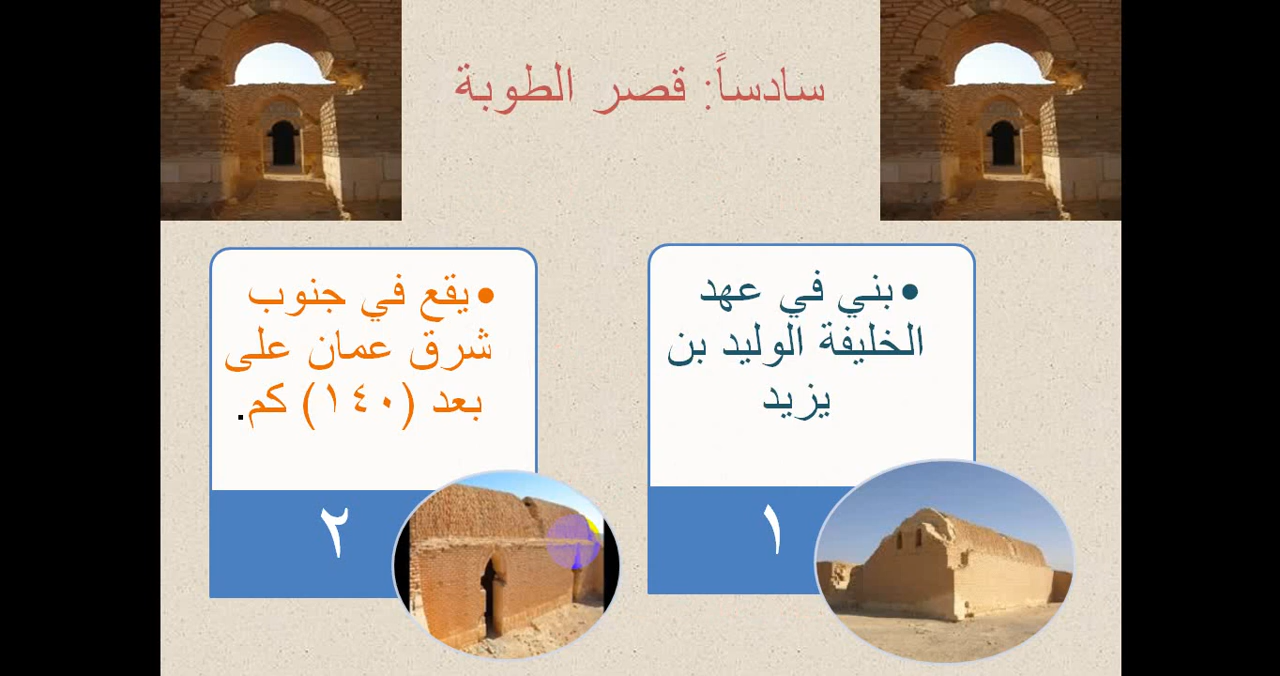 سادساً: قصر الطوبة
•بني في عهد
الخليفة الوليد بن
يزيد
١
•يقع في جنوب
شرق عمان على
بعد (١٤٠) كم.
٢